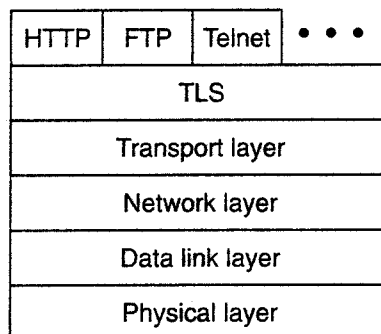 HTTP FTP Telnet • • •
TLS
Transport layer
Network layer
Data link layer
Physical layer